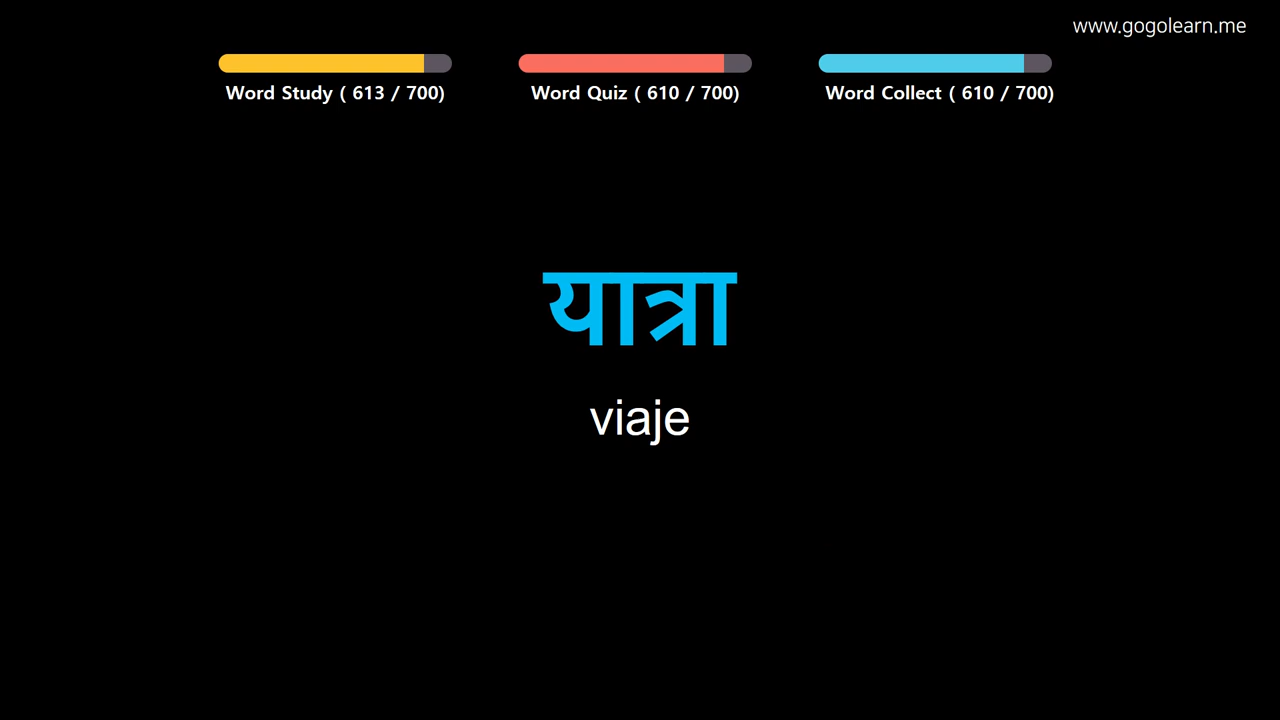 www.gogolearn.me
Word Study ( 613 / 700) Word Quiz ( 610 / 700) Word Collect ( 610 / 700)
यात्रा
viaje